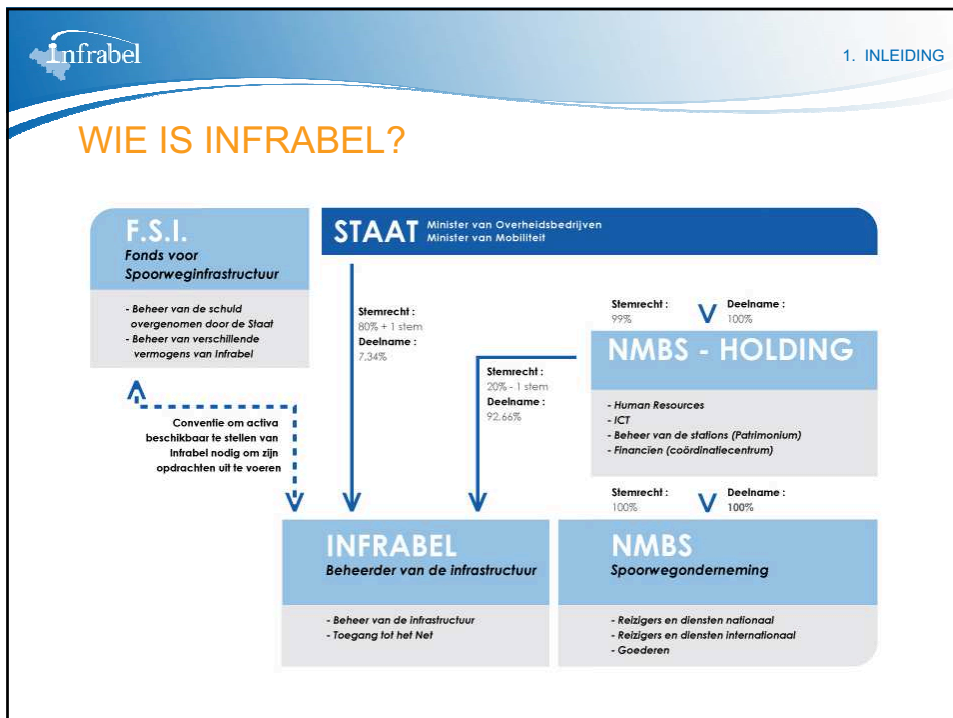 infrabel
1. INLEIDING
WIE IS INFRABEL?
F.S.I.
Fonds voor
Spoorweginfrastructuur
- Beheer van de schuld
overgenomen door de Staat
- Beheer van verschillende
vermogens van Infrabel
STAAT
Minister van Overheidsbedrijven
Minister van Mobiliteit
Stemrecht :
80% + 1 stem
Deelname :
7.34%
Stemrecht :
99%
Deelname :
100%
NMBS - HOLDING
- Human Resources
- ICT
- Beheer van de stations (Patrimonium)
- Financïen (coördinatiecentrum)
Stemrecht :
20% - 1 stem
Deelname :
92.66%
Conventie om activa
beschikbaar te stellen van
Infrabel nodig om zijn
opdrachten uit te voeren
Stemrecht :
100%
Deelname :
100%
INFRABEL
Beheerder van de infrastructuur
- Beheer van de infrastructuur
- Toegang tot het Net
NMBS
Spoorwegonderneming
- Reizigers en diensten nationaal
- Reizigers en diensten internationaal
- Goederen